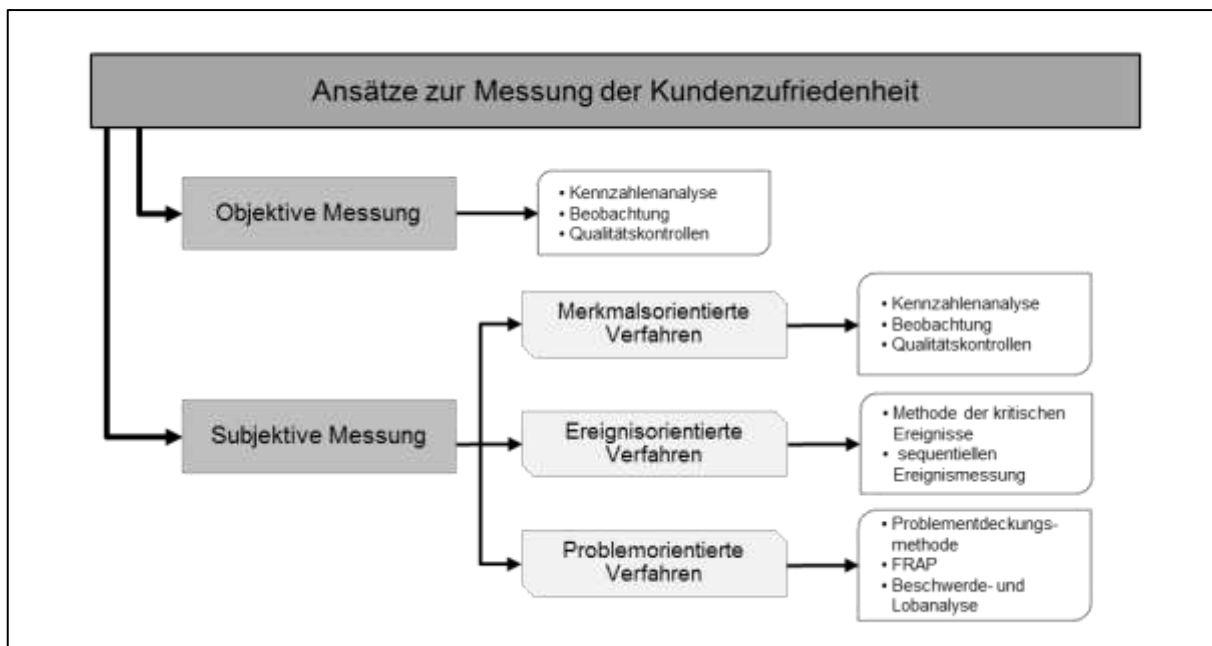 Ansätze zur Messung der Kundenzufriedenheit
Objektive Messung
• Kennzahlenanalyse
• Beobachtung
• Qualitätskontrollen
Subjektive Messung
Merkmalsorientierte
Verfahren
• Kennzahlenanalyse
• Beobachtung
• Qualitätskontrollen
Ereignisorientierte
Verfahren
• Methode der kritischen
Ereignisse
• sequentiellen
Ereignismessung
Problemorientierte
Verfahren
• Problementdeckungs-
methode
• FRAP
• Beschwerde- und
Lobanalyse